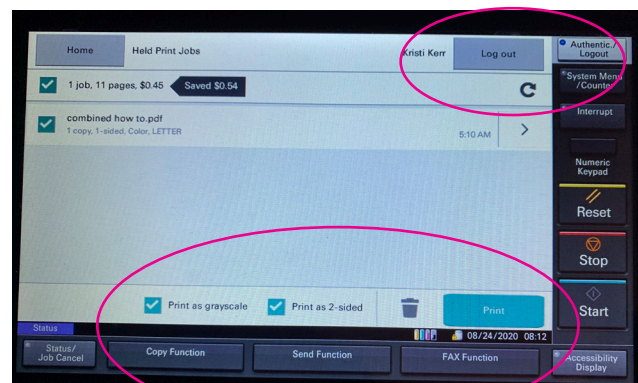 Home
Held Print Jobs
Kristi Kerr
Log out
Authentic./
Logout
1 job, 11 pages, $0.45
Saved $0.54
System Menu
/Counter
combined how to.pdf
1 copy, 1-sided, Color, LETTER
5:10 AM
Interrupt
Numeric
Keypad
Reset
Stop
Print as grayscale
Print as 2-sided
Print
Start
Status
08/24/2020 08:12
Status/
Job Cancel
Copy Function
Send Function
FAX Function
Accessibility
Display